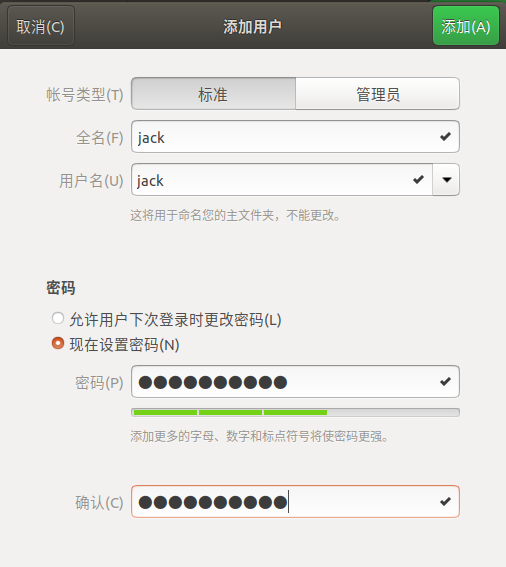 取消(C) 添加用户 添加(A)
帐号类型(T) 标准 管理员
全名(F) jack
用户名(U) jack
这将用于命名您的主文件夹，不能更改。
密码
允许用户下次登录时更改密码(L)
现在设置密码(N)
密码(P) ●●●●●●●●●●
添加更多的字母、数字和标点符号将使密码更强。
确认(C) ●●●●●●●●●●